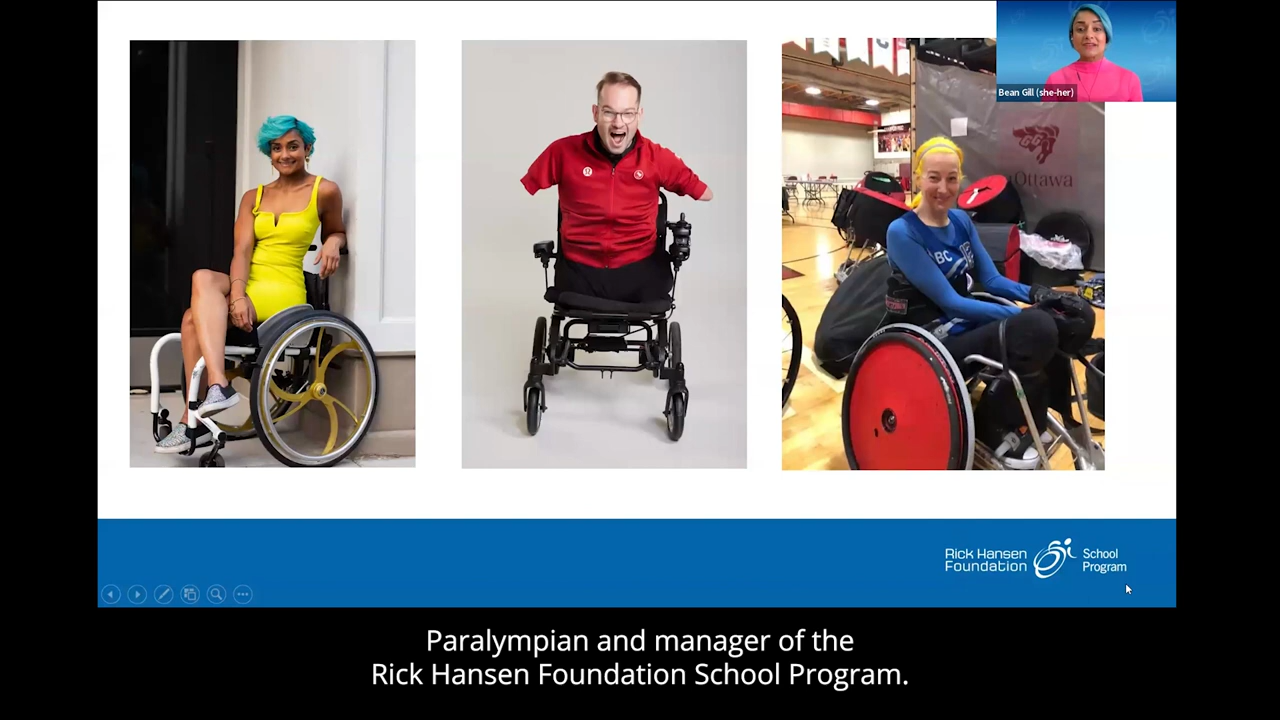 Bean Gill (she-her)
Ottawa
BC
Rick Hansen
Foundation
School
Program
Paralympian and manager of the
Rick Hansen Foundation School Program.